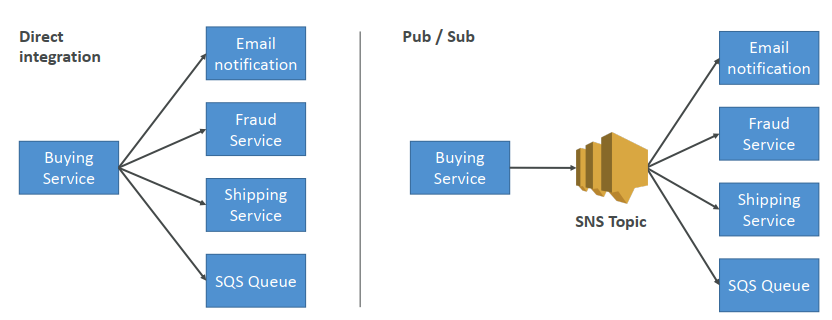 Direct
integration
Email
notification
Fraud
Service
Buying
Service
Shipping
Service
SQS Queue
Pub / Sub
Buying
Service
SNS Topic
Email
notification
Fraud
Service
Shipping
Service
SQS Queue